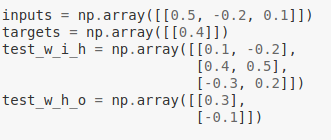 inputs = np.array([[0.5, -0.2, 0.1]])
targets = np.array([[0.4]])
test_w_i_h = np.array([[0.1, -0.2],
[0.4, 0.5],
[-0.3, 0.2]])
test_w_h_o = np.array([[0.3],
[-0.1]])